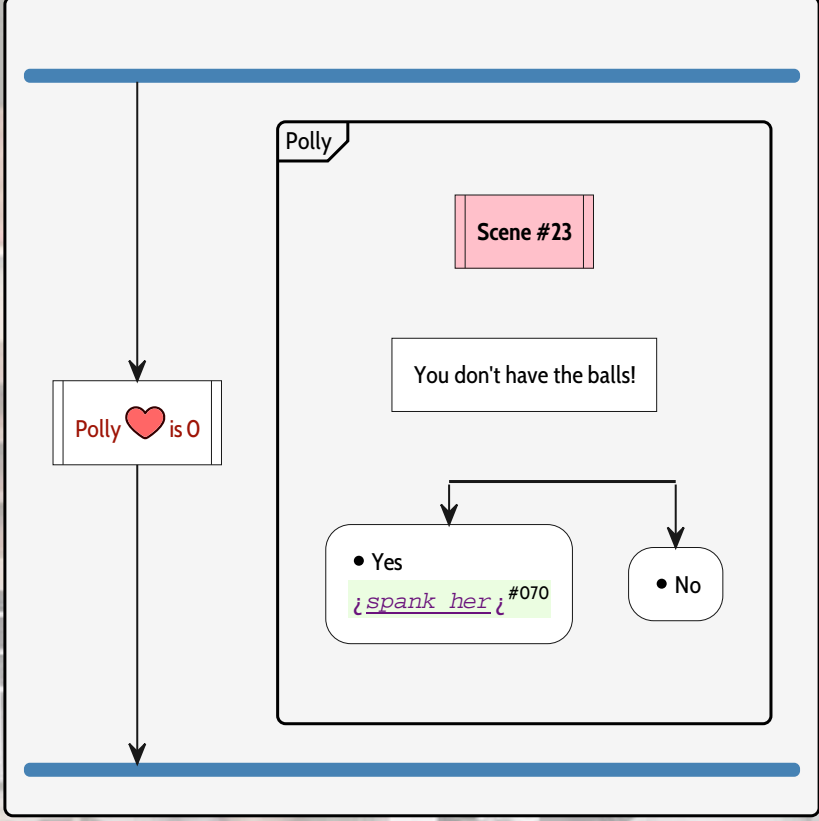 Polly
Scene #23
You don't have the balls!
Polly ❤️ is 0
• Yes
¿spank her¿#070
• No